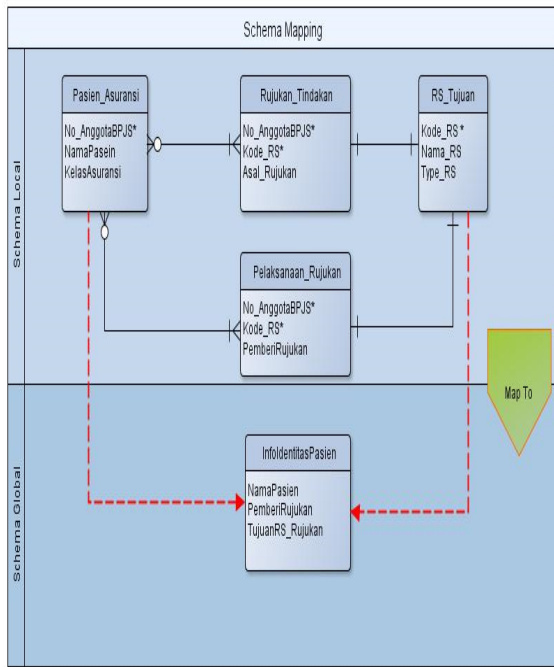 Schema Mapping
Schema Local
Pasien_Asuransi
No_AnggotaBPJS*
NamaPasein
KelasAsuransi
Rujukan_Tindakan
No_AnggotaBPJS*
Kode_RS*
Asal_Rujukan
RS_Tujuan
Kode_RS *
Nama_RS
Type_RS
Pelaksanaan_Rujukan
No_AnggotaBPJS*
Kode_RS*
PemberiRujukan
Map To
Schema Global
InfoIdentitasPasien
NamaPasien
PemberiRujukan
TujuanRS_Rujukan